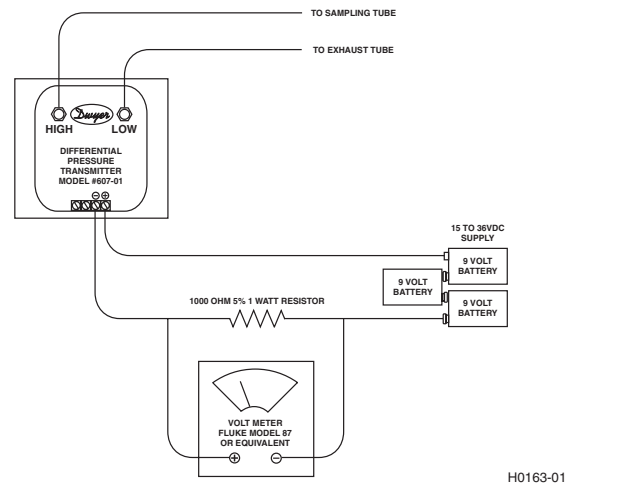 TO SAMPLING TUBE
TO EXHAUST TUBE
Dwyer
HIGH
LOW
DIFFERENTIAL
PRESSURE
TRANSMITTER
MODEL #607-01
15 TO 36VDC
SUPPLY
9 VOLT
BATTERY
9 VOLT
BATTERY
9 VOLT
BATTERY
1000 OHM 5% 1 WATT RESISTOR
VOLT METER
FLUKE MODEL 87
OR EQUIVALENT
H0163-01